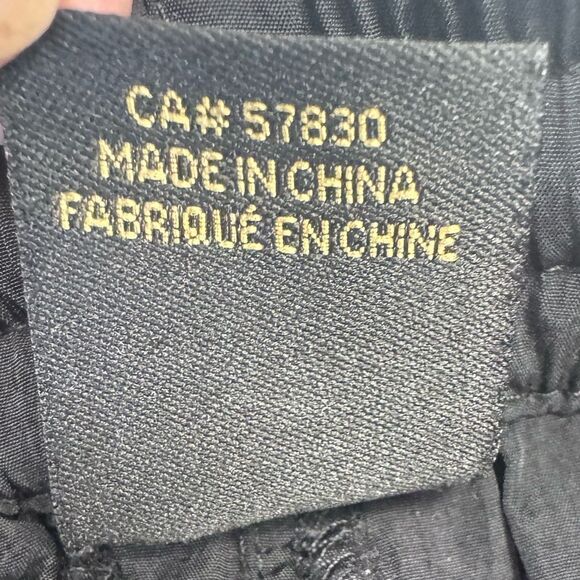 CA# 57830
MADE IN CHINA
FABRIQUÉ EN CHINE